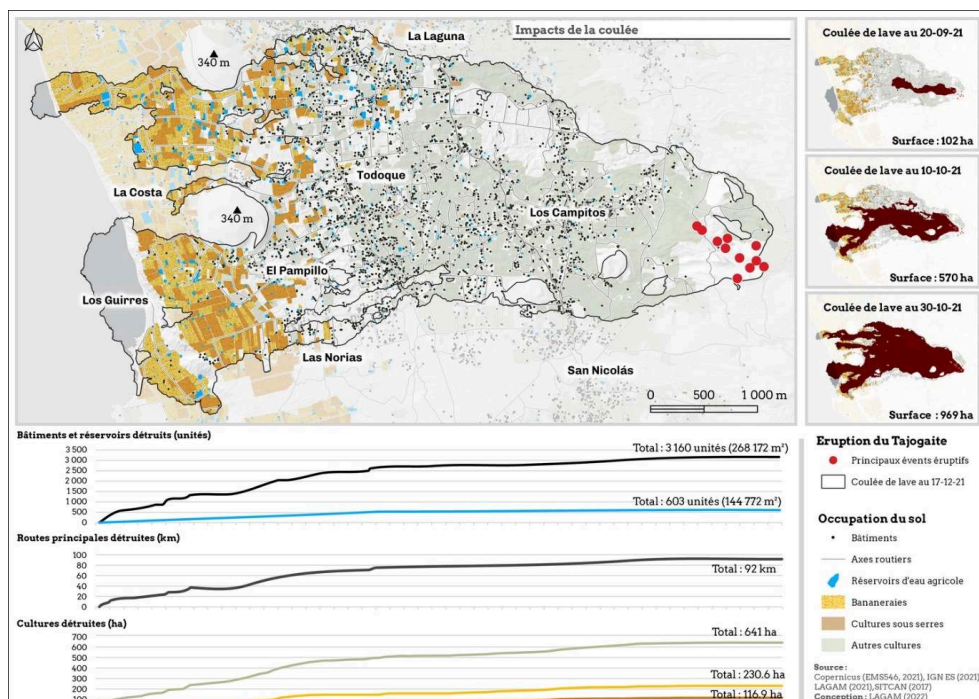 Impacts de la coulée
La Laguna
340 m
La Costa
Todoque
340 m
Los Campitos
El Pampillo
Los Guirres
Las Norias
San Nicolás
0 500 1 000 m
Coulée de lave au 20-09-21
Surface : 102 ha
Coulée de lave au 10-10-21
Surface : 570 ha
Coulée de lave au 30-10-21
Surface : 969 ha
Bâtiments et réservoirs détruits (unités)
3 500
3 000
2 500
2 000
1 500
1 000
500
0
Total : 3 160 unités (268 172 m²)
Total : 603 unités (144 772 m²)
Routes principales détruites (km)
100
80
60
40
20
0
Total : 92 km
Cultures détruites (ha)
700
600
500
400
300
200
100
Total : 641 ha
Total : 230.6 ha
Total : 116.9 ha
Eruption du Tajogaite
Principaux évents éruptifs
Coulée de lave au 17-12-21
Occupation du sol
Bâtiments
Axes routiers
Réservoirs d'eau agricole
Bananeraies
Cultures sous serres
Autres cultures
Source :
Copernicus (EMS546, 2021), IGN ES
LAGAM (2021), SITCAN (2017)
Conception : LAGAM (2022)